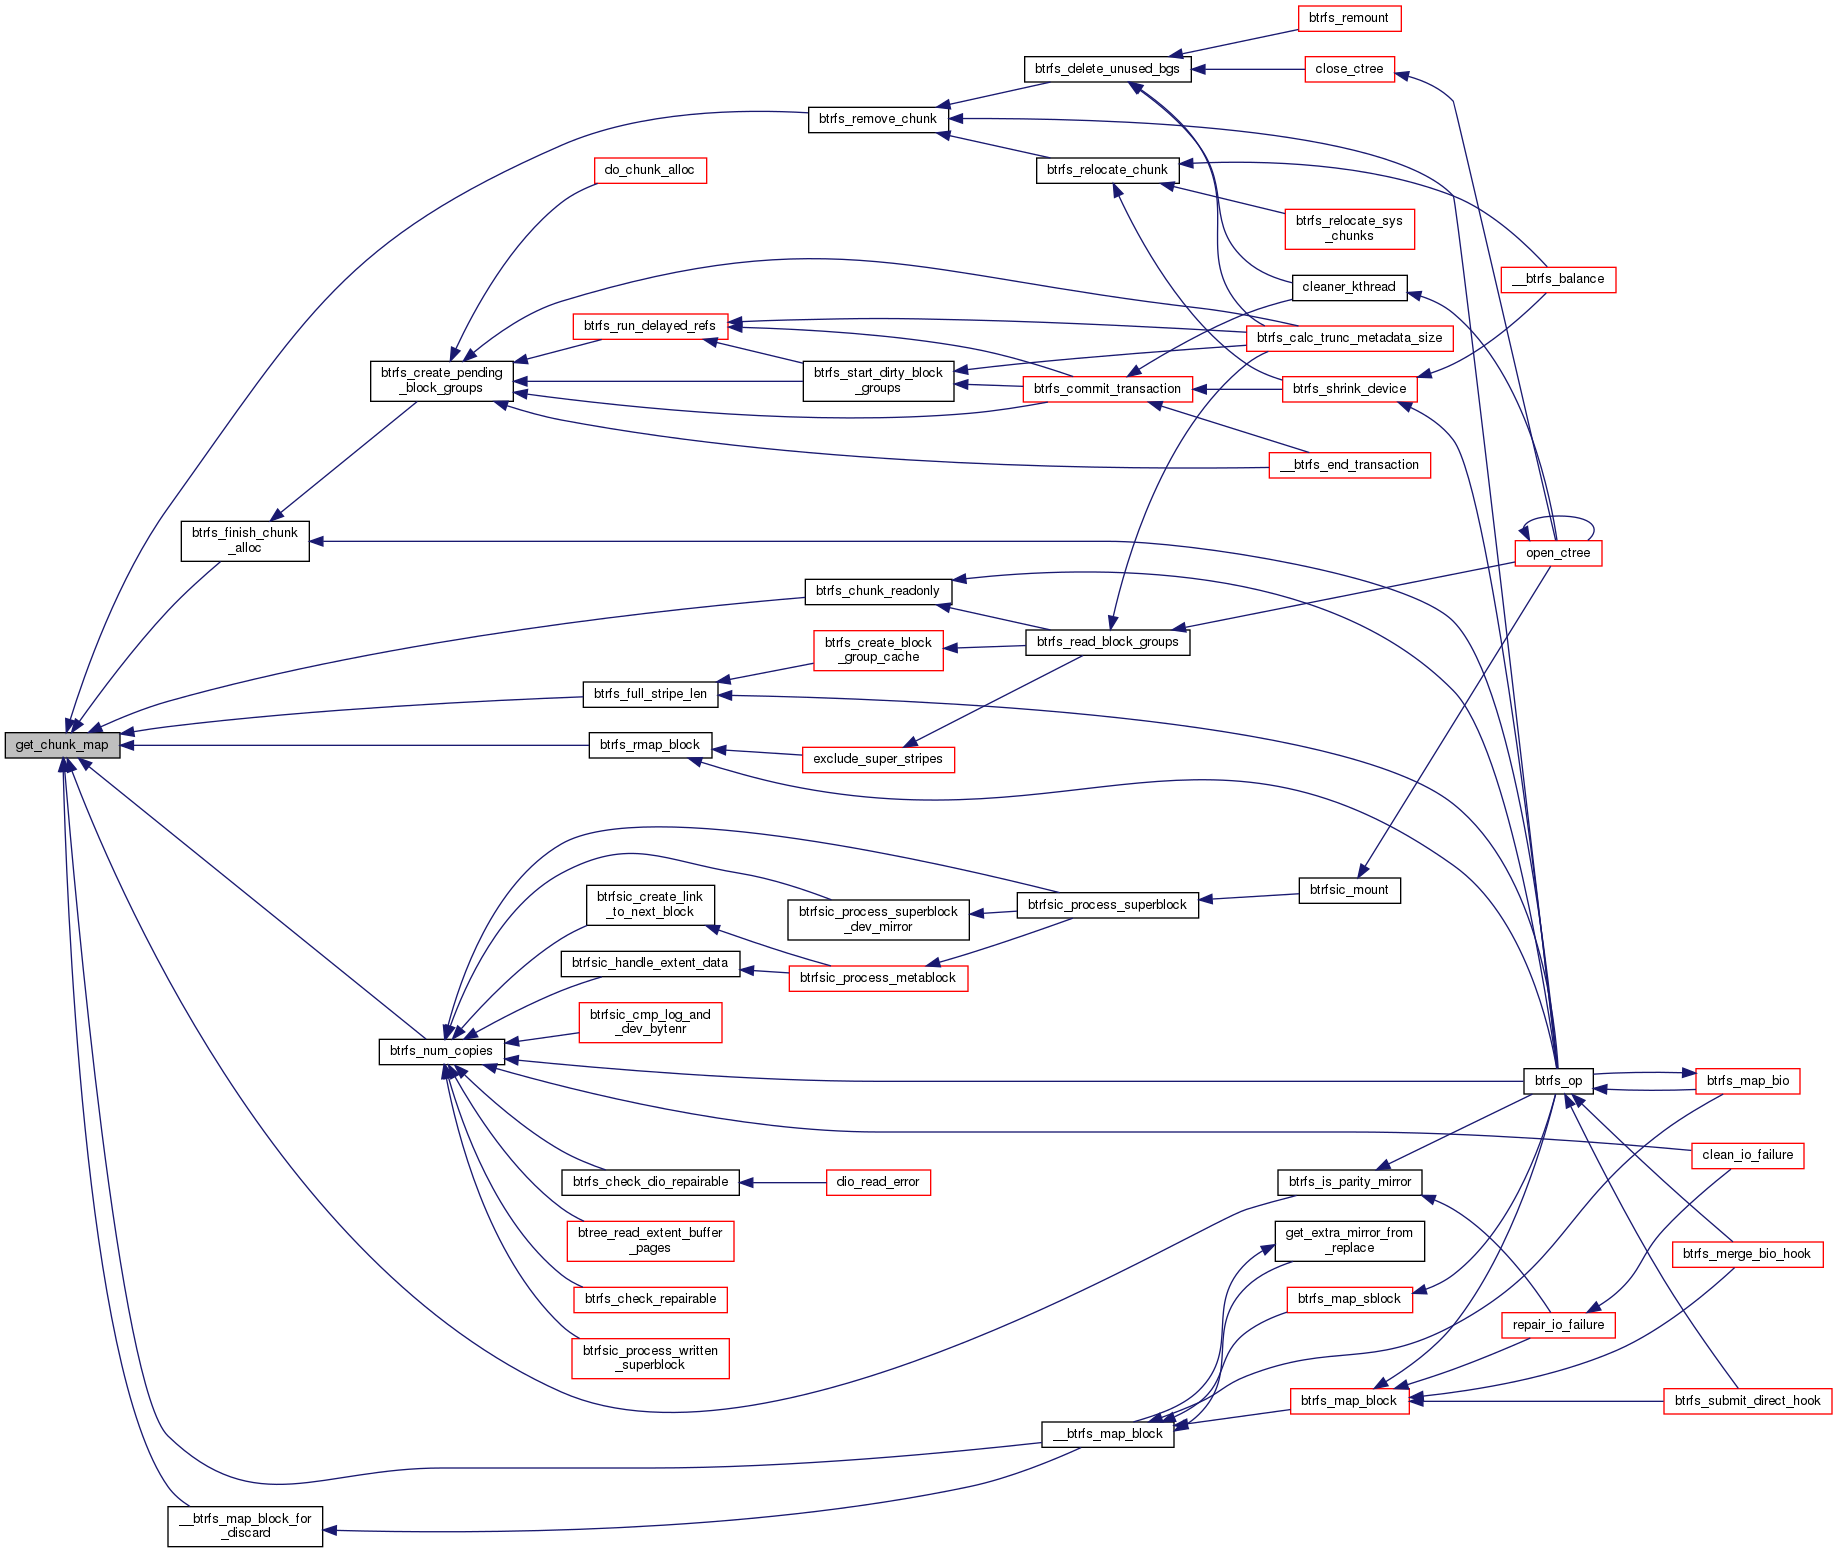 btrfs_remount
btrfs_delete_unused_bgs
close_ctree
btrfs_remove_chunk
do_chunk_alloc
btrfs_relocate_chunk
btrfs_relocate_sys
_chunks
cleaner_kthread
__btrfs_balance
btrfs_run_delayed_refs
btrfs_calc_trunc_metadata_size
btrfs_create_pending
_block_groups
btrfs_start_dirty_block
_groups
btrfs_commit_transaction
btrfs_shrink_device
__btrfs_end_transaction
btrfs_finish_chunk
_alloc
open_ctree
btrfs_chunk_readonly
btrfs_create_block
_group_cache
btrfs_read_block_groups
btrfs_full_stripe_len
get_chunk_map
btrfs_rmap_block
exclude_super_stripes
btrfsic_create_link
_to_next_block
btrfsic_process_superblock
_dev_mirror
btrfsic_process_superblock
btrfsic_mount
btrfsic_handle_extent_data
btrfsic_process_metablock
btrfsic_cmp_log_and
_dev_bytenr
btrfs_num_copies
btrfs_op
btrfs_map_bio
clean_io_failure
btrfs_check_dio_repairable
dio_read_error
btrfs_is_parity_mirror
btree_read_extent_buffer
_pages
get_extra_mirror_from
_replace
btrfs_merge_bio_hook
btrfs_check_repairable
btrfs_map_sblock
repair_io_failure
btrfsic_process_written
_superblock
btrfs_map_block
btrfs_submit_direct_hook
__btrfs_map_block
__btrfs_map_block_for
_discard